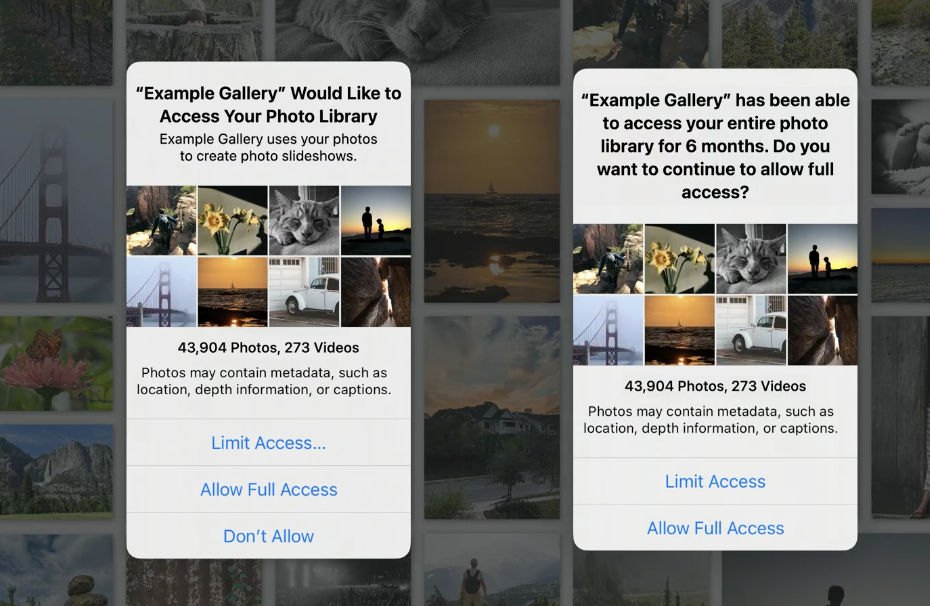 “Example Gallery” Would Like to
Access Your Photo Library
Example Gallery uses your photos
to create photo slideshows.
43,904 Photos, 273 Videos
Photos may contain metadata, such as
location, depth information, or captions.
Limit Access...
Allow Full Access
Don’t Allow
“Example Gallery” has been able
to access your entire photo
library for 6 months. Do you
want to continue to allow full
access?
43,904 Photos, 273 Videos
Photos may contain metadata, such as
location, depth information, or captions.
Limit Access
Allow Full Access